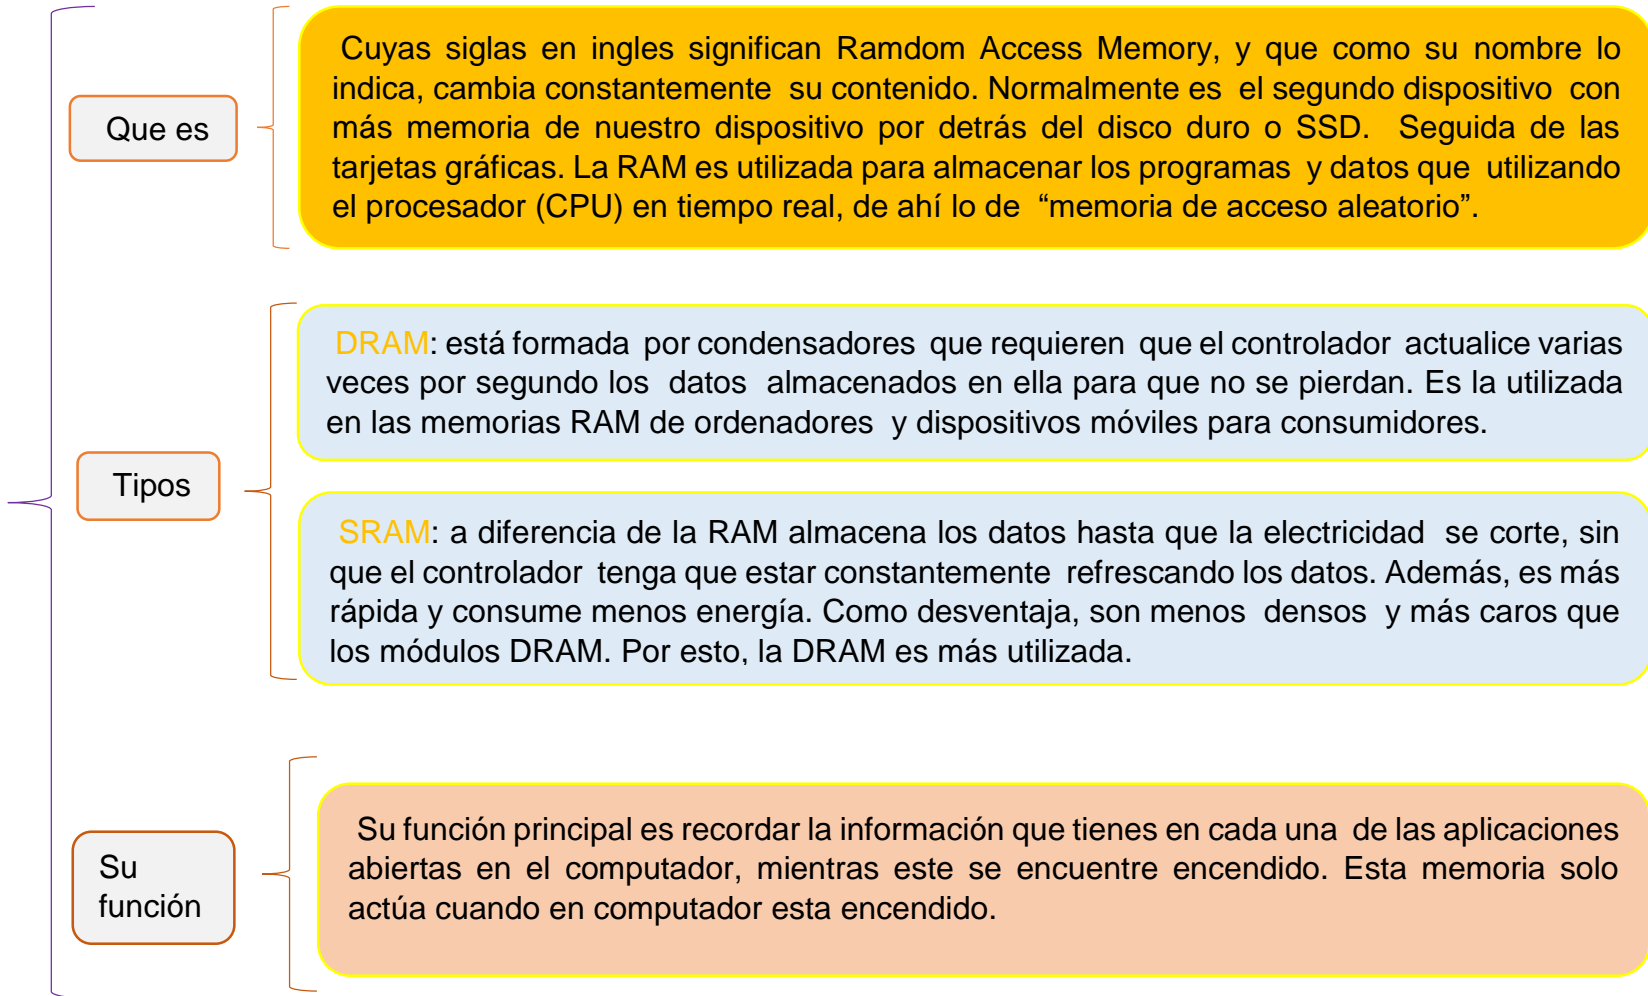 Que es
Cuyas siglas en ingles significan Ramdom Access Memory, y que como su nombre lo
indica, cambia constantemente su contenido. Normalmente es el segundo dispositivo con
más memoria de nuestro dispositivo por detrás del disco duro o SSD. Seguida de las
tarjetas gráficas. La RAM es utilizada para almacenar los programas y datos que utilizando
el procesador (CPU) en tiempo real, de ahí lo de “memoria de acceso aleatorio”.
Tipos
DRAM: está formada por condensadores que requieren que el controlador actualice varias
veces por segundo los datos almacenados en ella para que no se pierdan. Es la utilizada
en las memorias RAM de ordenadores y dispositivos móviles para consumidores.
SRAM: a diferencia de la RAM almacena los datos hasta que la electricidad se corte, sin
que el controlador tenga que estar constantemente refrescando los datos. Además, es más
rápida y consume menos energía. Como desventaja, son menos densos y más caros que
los módulos DRAM. Por esto, la DRAM es más utilizada.
Su
función
Su función principal es recordar la información que tienes en cada una de las aplicaciones
abiertas en el computador, mientras este se encuentre encendido. Esta memoria solo
actúa cuando en computador esta encendido.